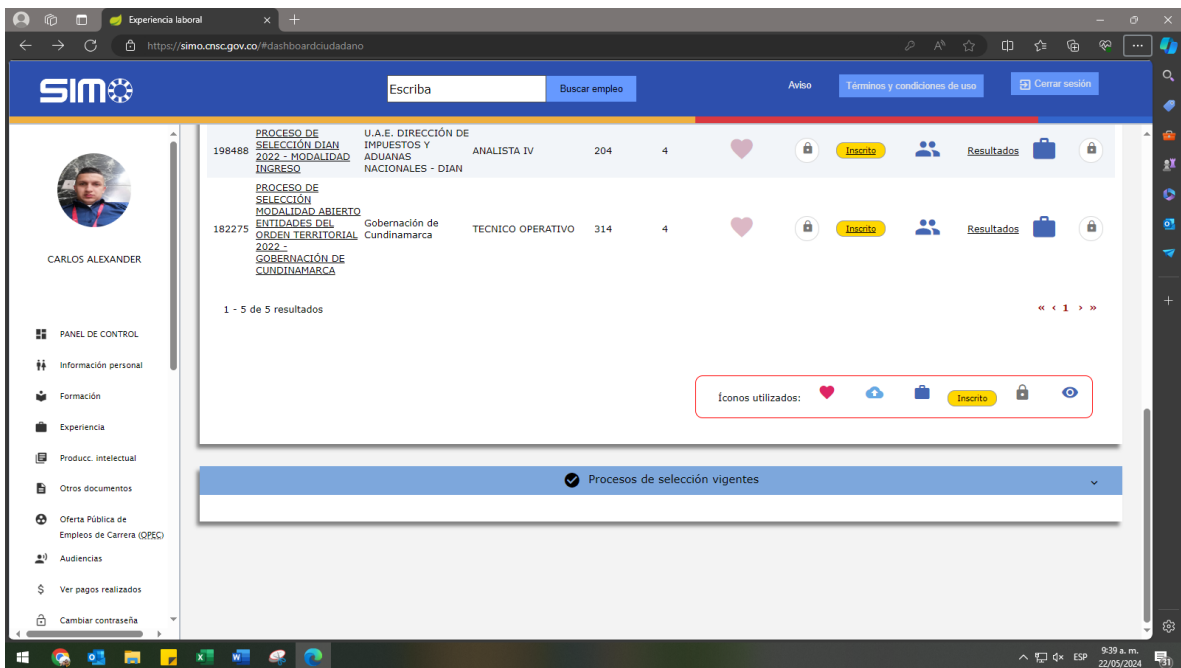 Experiencia laboral
https://simo.cnsc.gov.co/#dashboardciudadano
SIMO
Escriba
Buscar empleo
Aviso
Términos y condiciones de uso
Cerrar sesión
CARLOS ALEXANDER
PANEL DE CONTROL
Información personal
Formación
Experiencia
Producc. intelectual
Otros documentos
Oferta Pública de
Empleos de Carrera (OPEC)
Audiencias
Ver pagos realizados
Cambiar contraseña
198488
PROCESO DE
SELECCIÓN DIAN
2022 - MODALIDAD
INGRESO
U.A.E. DIRECCIÓN DE
IMPUESTOS Y
ADUANAS
NACIONALES - DIAN
ANALISTA IV
204
4
Inscrito
Resultados
182275
PROCESO DE
SELECCIÓN
MODALIDAD ABIERTO
ENTIDADES DEL
ORDEN TERRITORIAL
2022 -
GOBERNACIÓN DE
CUNDINAMARCA
Gobernación de
Cundinamarca
TECNICO OPERATIVO
314
4
Inscrito
Resultados
1 - 5 de 5 resultados
« ‹ 1 › »
Íconos utilizados:
Inscrito
Procesos de selección vigentes
ESP
9:39 a. m.
22/05/2024
31